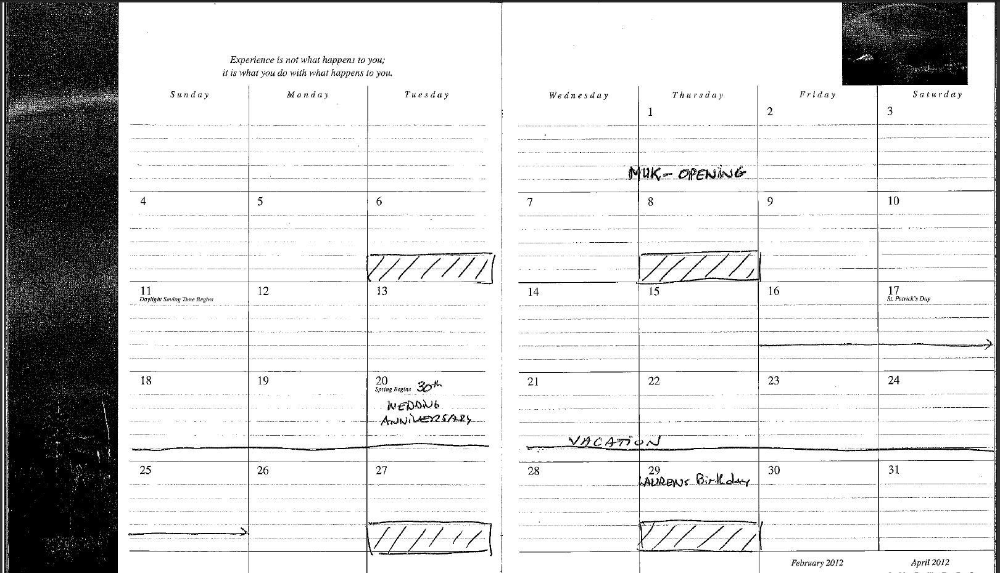 Experience is not what happens to you;
it is what you do with what happens to you.
Sunday Monday Tuesday Wednesday Thursday Friday Saturday
1 2 3
MUK - OPENING
4 5 6 7 8 9 10
11 12 13 14 15 16 17
Daylight Saving Time Begins St. Patrick's Day
18 19 20 21 22 23 24
Spring Begins 30th
WEDDING
ANNIVERSARY
VACATION
25 26 27 28 29 30 31
LAURENS Birthday
February 2012 April 2012